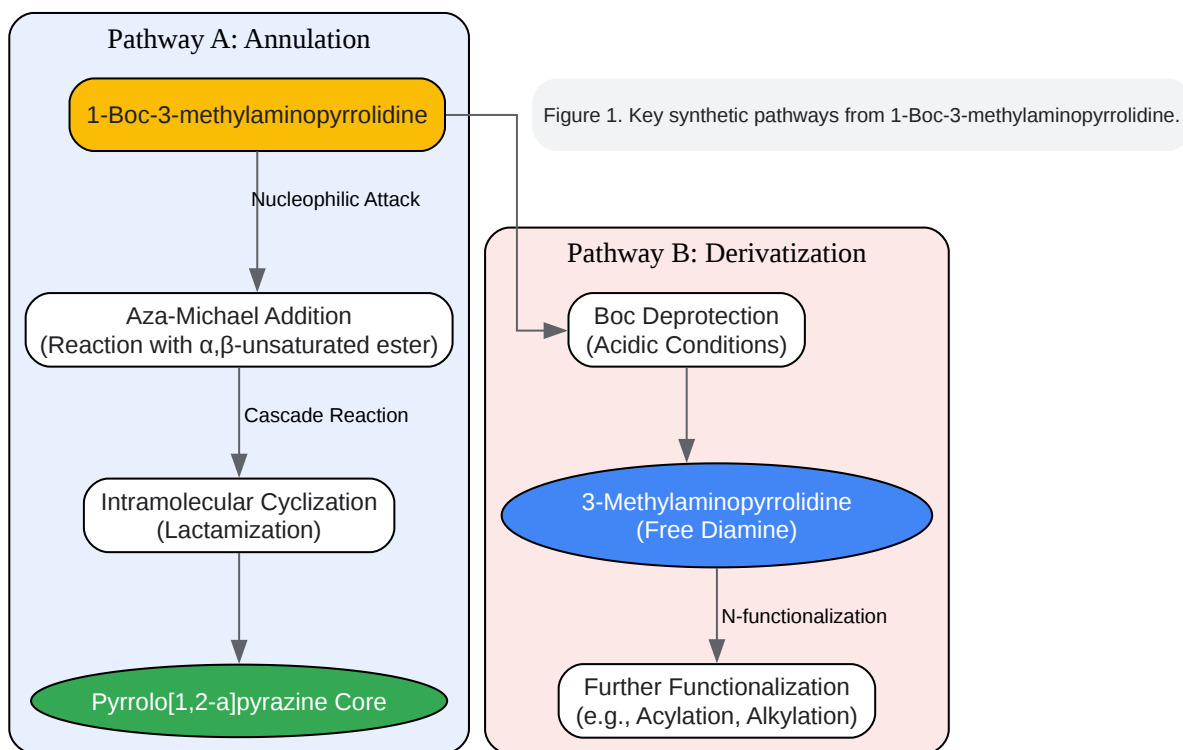 Pathway A: Annulation
1-Boc-3-methylaminopyrrolidine
Figure 1. Key synthetic pathways from 1-Boc-3-methylaminopyrrolidine.
Nucleophilic Attack
Aza-Michael Addition
(Reaction with α,β-unsaturated ester)
Cascade Reaction
Intramolecular Cyclization
(Lactamization)
Pyrrolo[1,2-a]pyrazine Core
Pathway B: Derivatization
Boc Deprotection
(Acidic Conditions)
3-Methylaminopyrrolidine
(Free Diamine)
N-functionalization
Further Functionalization
(e.g., Acylation, Alkylation)